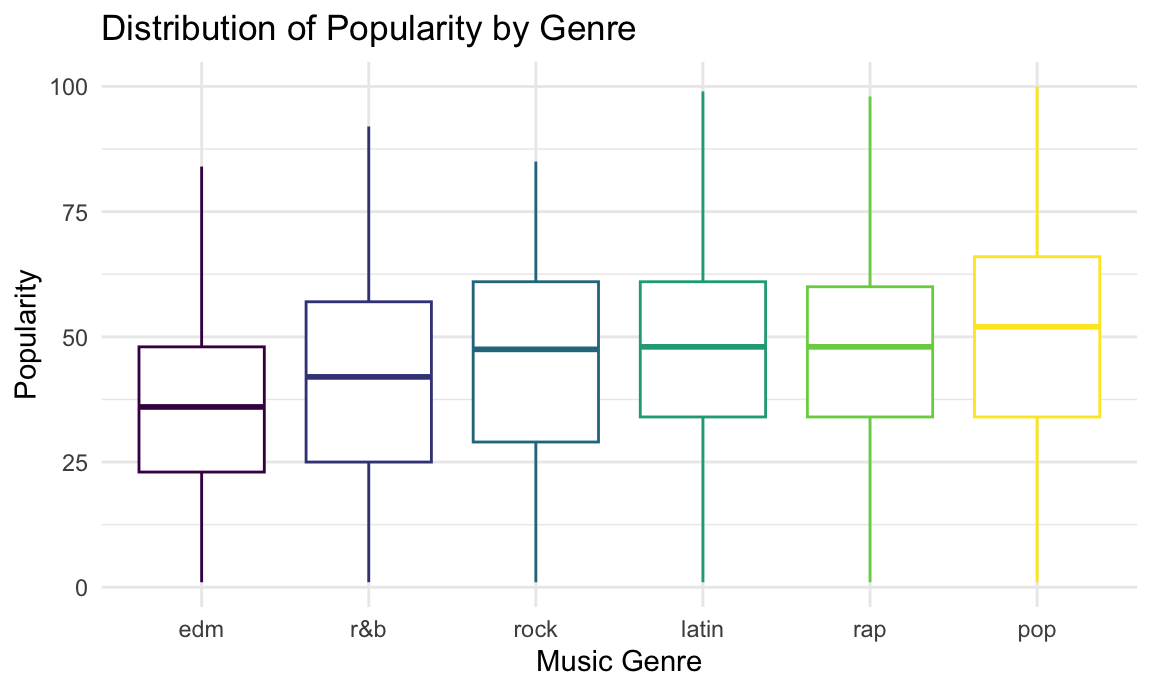 Distribution of Popularity by Genre
Popularity
100
75
50
25
0
edm r&b rock latin rap pop
Music Genre